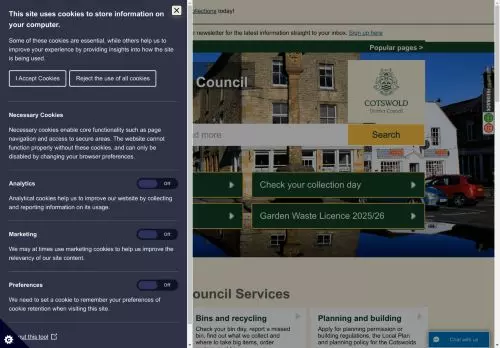 This site uses cookies to store information on
your computer.
Some of these cookies are essential, while others help us to
improve your experience by providing insights into how the site
is being used.
I Accept Cookies
Reject the use of all cookies
Necessary Cookies
Necessary cookies enable core functionality such as page
navigation and access to secure areas. The website cannot
function properly without these cookies, and can only be
disabled by changing your browser preferences.
Analytics
Off
Analytical cookies help us to improve our website by collecting
and reporting information on its usage.
Marketing
Off
We may at times use marketing cookies to help us improve the
relevancy of our site content.
Preferences
Off
We need to set a cookie to remember your preferences of
cookie retention when visiting this site.
this tool
collections today!
newsletter for the latest information straight to your inbox. Sign up here
Popular pages >
Council
COTSWOLD
District Council
d more
Search
Check your collection day
Garden Waste Licence 2025/26
ouncil Services
Bins and recycling
Check your bin day, report a missed
bin, find out what we collect and
where to take big items, order
Planning and building
Apply for planning permission or
building regulations, the Local Plan
and planning policy for the Cotswolds
Chat with us